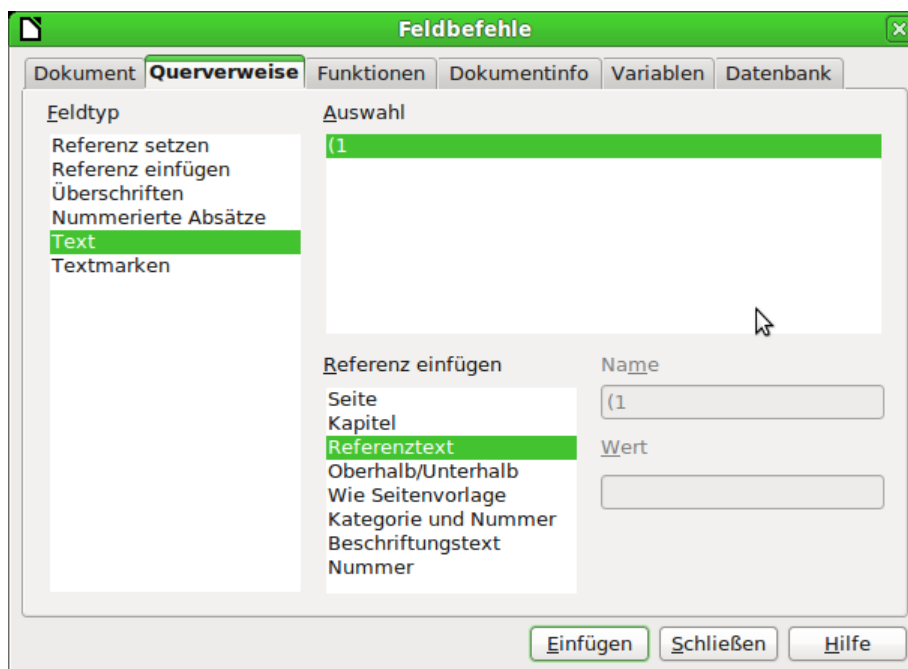 Feldbefehle
Dokument Querverweise Funktionen Dokumentinfo Variablen Datenbank
Feldtyp
Referenz setzen
Referenz einfügen
Überschriften
Nummerierte Absätze
Text
Textmarken
Auswahl
(1
Referenz einfügen
Seite
Kapitel
Referenztext
Oberhalb/Unterhalb
Wie Seitenvorlage
Kategorie und Nummer
Beschriftungstext
Nummer
Name
(1
Wert
Einfügen Schließen Hilfe